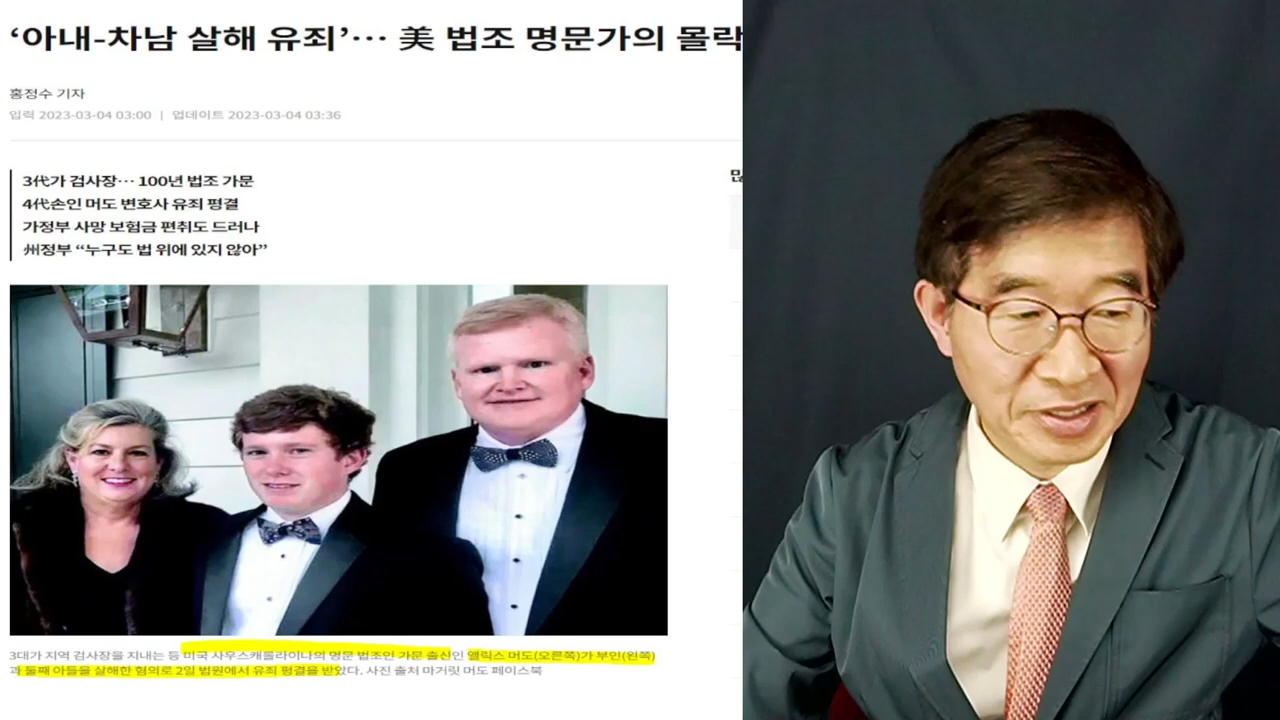 ‘아내-차남 살해 유죄’… 美 법조 명문가의 몰락
홍정수 기자
입력 2023-03-04 03:00 | 업데이트 2023-03-04 03:36
3代가 검사장… 100년 법조 가문
4代손인 머도 변호사 유죄 평결
가정부 사망 보험금 편취도 드러나
州정부 “누구도 법 위에 있지 않아”
3대가 지역 검사장을 지내는 등 미국 사우스캐롤라이나의 명문 법조인 가문 출신인 앨릭스 머도(오른쪽)가 부인(왼쪽)
과 둘째 아들을 살해한 혐의로 2일 법원에서 유죄 평결을 받았다. 사진 출처 마거릿 머도 페이스북